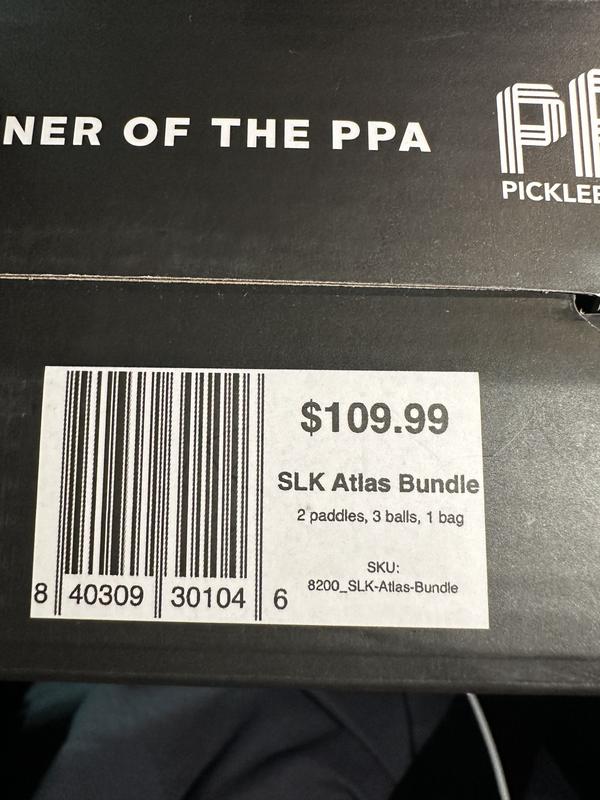 NER OF THE PPA
PICKLE
$109.99
SLK Atlas Bundle
2 paddles, 3 balls, 1 bag
SKU:
8200_SLK-Atlas-Bundle
8 40309 30104 6